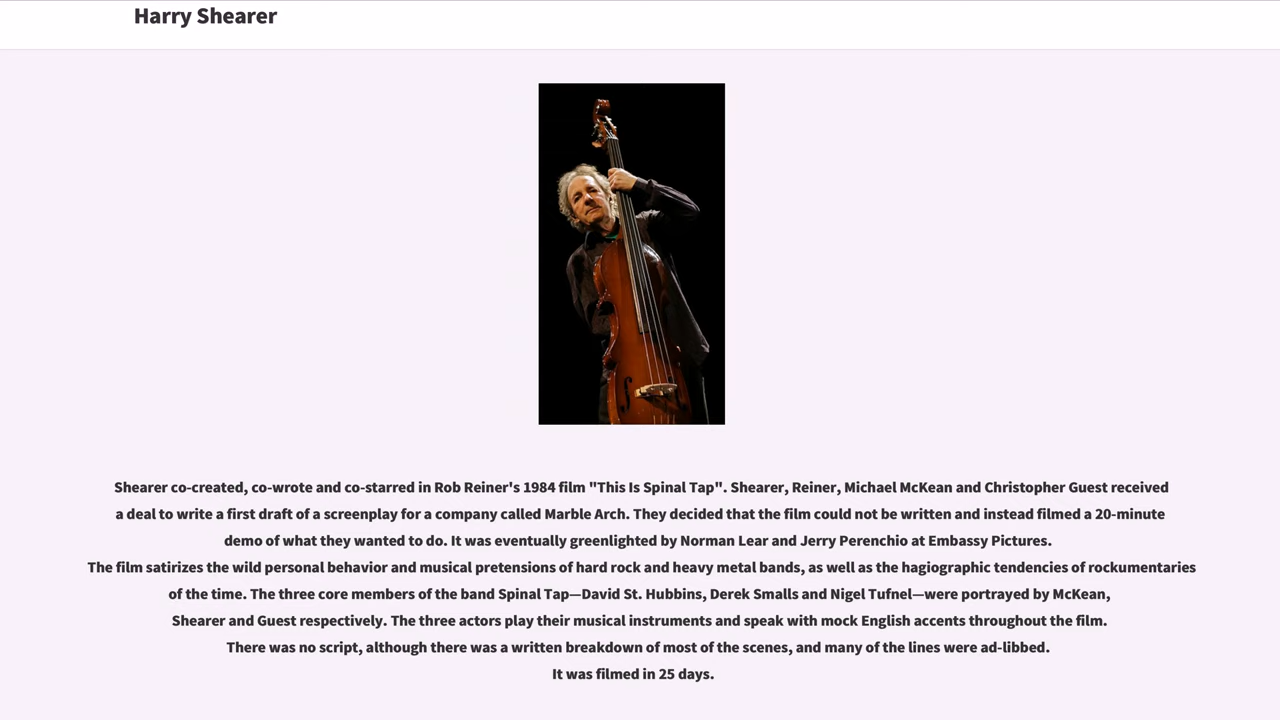 Harry Shearer
Shearer co-created, co-wrote and co-starred in Rob Reiner's 1984 film "This Is Spinal Tap". Shearer, Reiner, Michael McKean and Christopher Guest received
a deal to write a first draft of a screenplay for a company called Marble Arch. They decided that the film could not be written and instead filmed a 20-minute
demo of what they wanted to do. It was eventually greenlighted by Norman Lear and Jerry Perenchio at Embassy Pictures.
The film satirizes the wild personal behavior and musical pretensions of hard rock and heavy metal bands, as well as the hagiographic tendencies of rockumentaries
of the time. The three core members of the band Spinal Tap—David St. Hubbins, Derek Smalls and Nigel Tufnel—were portrayed by McKean,
Shearer and Guest respectively. The three actors play their musical instruments and speak with mock English accents throughout the film.
There was no script, although there was a written breakdown of most of the scenes, and many of the lines were ad-libbed.
It was filmed in 25 days.